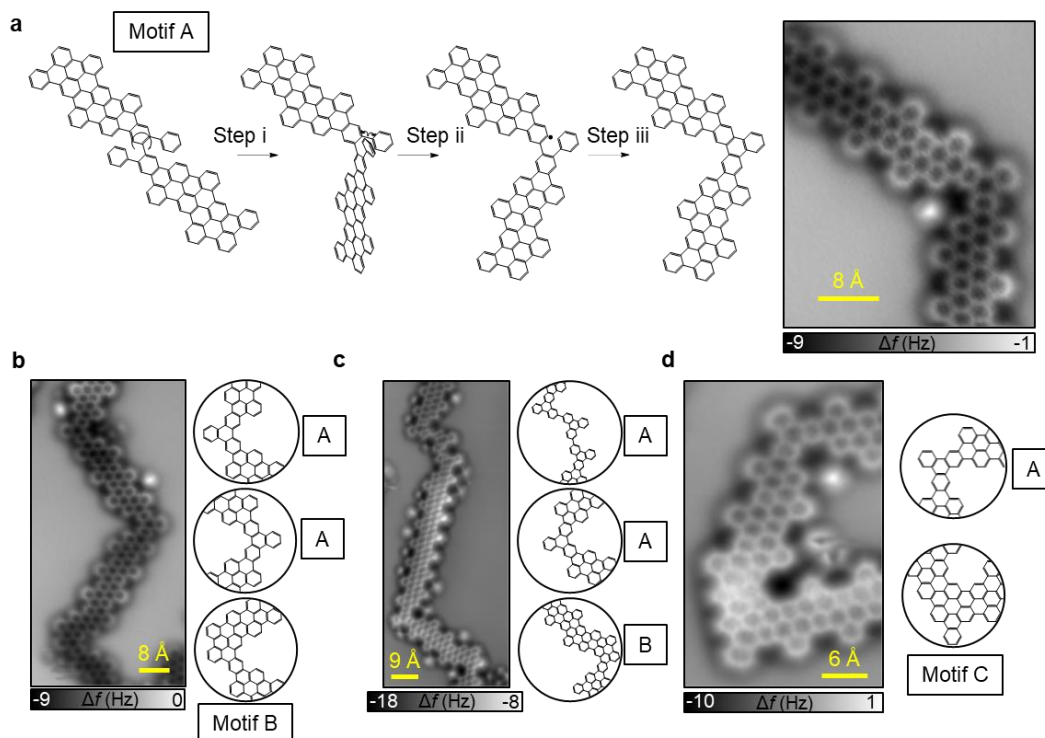 a
Motif A
Step i
Step ii
Step iii
8 Å
-9 Δf (Hz) -1
b
A
A
8 Å
-9 Δf (Hz) 0
Motif B
c
A
A
B
9 Å
-18 Δf (Hz) -8
d
A
6 Å
-10 Δf (Hz) 1
Motif C